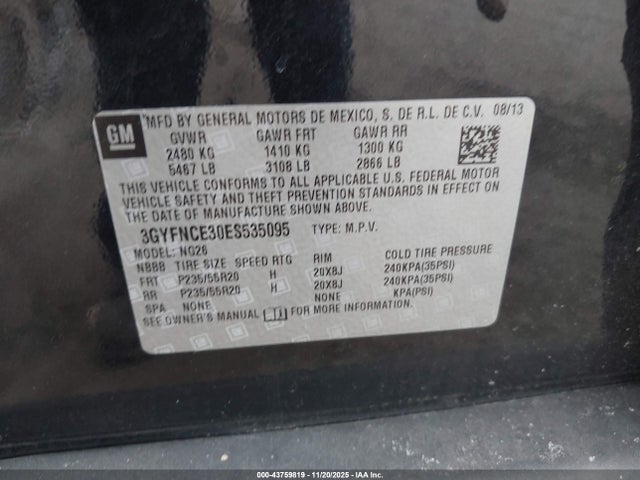 GM
MFD BY GENERAL MOTORS DE MEXICO, S. DE R.L. DE C.V. 08/13
GVWR GAWR FRT GAWR RR
2480 KG 1410 KG 1300 KG
5467 LB 3108 LB 2866 LB
THIS VEHICLE CONFORMS TO ALL APPLICABLE U.S. FEDERAL MOTOR
VEHICLE SAFETY AND THEFT PREVENTION STANDARDS IN EFFECT ON
THE DATE OF MANUFACTURE SHOWN ABOVE.
3GYFNCE30ES535095 TYPE: M.P.V.
MODEL: NG26
NBBB TIRE SIZE SPEED RTG RIM COLD TIRE PRESSURE
FRT P235/55R20 H 20X8J 240KPA(35PSI)
RR P235/55R20 H 20X8J 240KPA(35PSI)
SPA NONE NONE KPA(PSI)
SEE OWNER'S MANUAL FOR MORE INFORMATION.
000-43759819 | 11/20/2025 | IAA Inc.